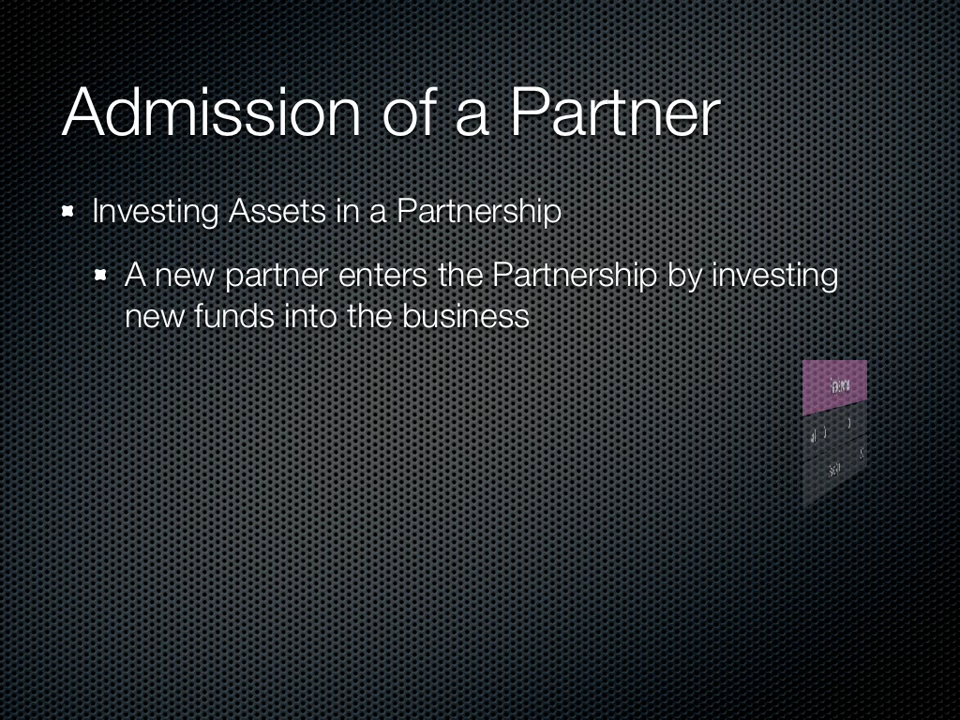 Admission of a Partner
Investing Assets in a Partnership
A new partner enters the Partnership by investing
new funds into the business